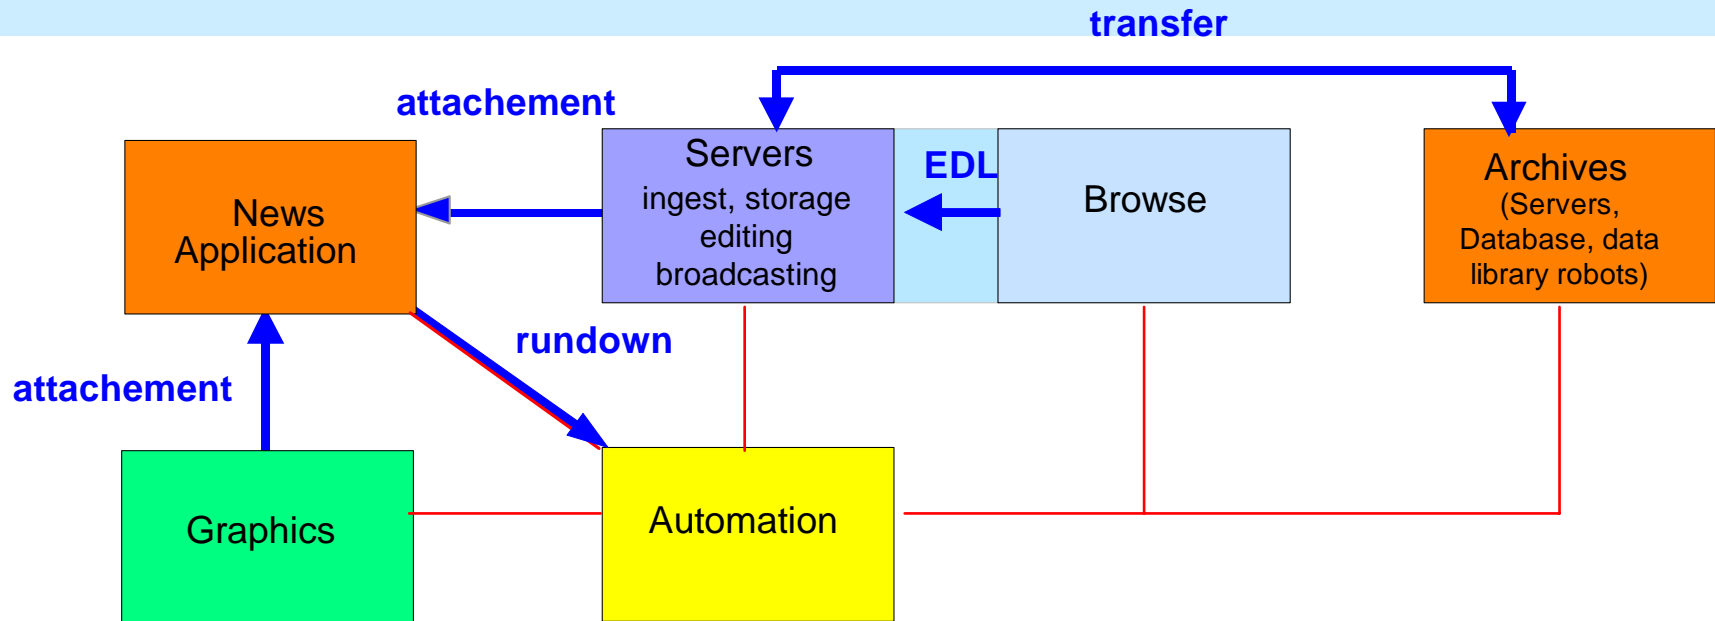 transfer
attachement
Servers
ingest, storage
editing
broadcasting
EDL
Browse
Archives
(Servers,
Database, data
library robots)
News
Application
rundown
attachement
Graphics
Automation